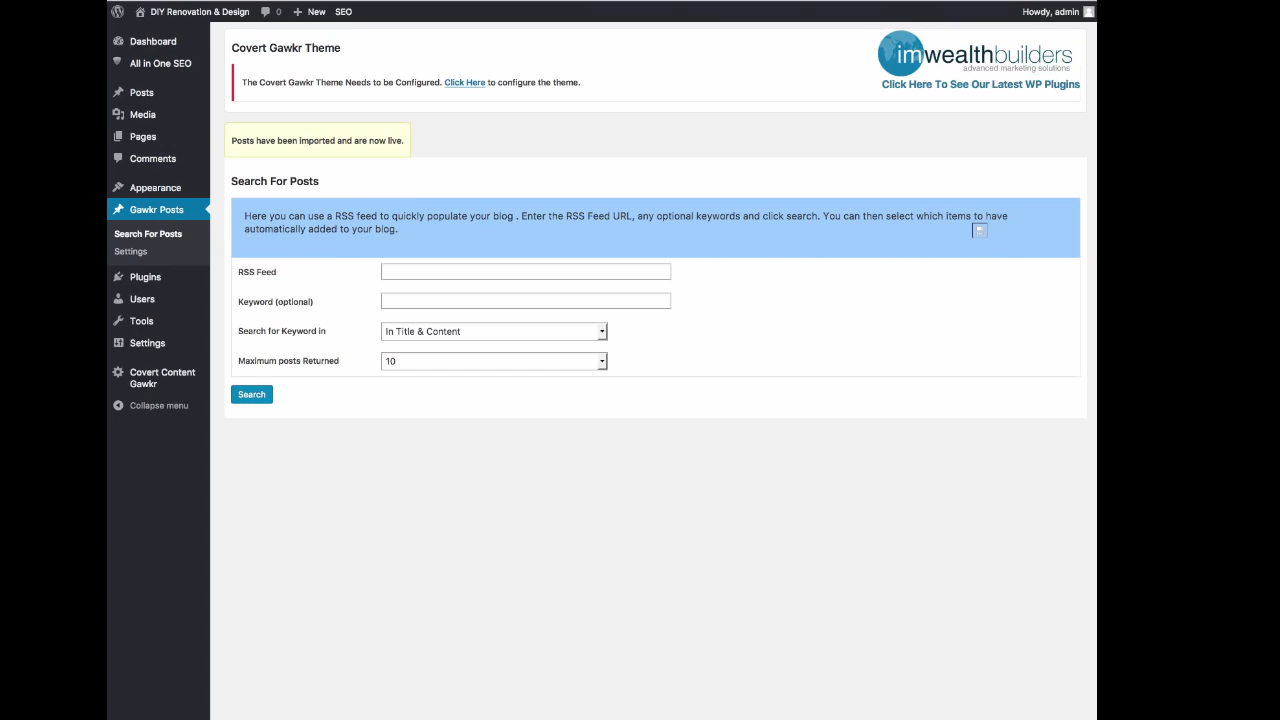 DIY Renovation & Design 0 New SEO Howdy, admin
Dashboard
All in One SEO
Posts
Media
Pages
Comments
Appearance
Gawkr Posts
Search For Posts
Settings
Plugins
Users
Tools
Settings
Covert Content
Gawkr
Collapse menu
Covert Gawkr Theme
The Covert Gawkr Theme Needs to be Configured. Click Here to configure the theme.
imwealthbuilders
advanced marketing solutions
Click Here To See Our Latest WP Plugins
Posts have been imported and are now live.
Search For Posts
Here you can use a RSS feed to quickly populate your blog . Enter the RSS Feed URL, any optional keywords and click search. You can then select which items to have
automatically added to your blog.
RSS Feed
Keyword (optional)
Search for Keyword in In Title & Content
Maximum posts Returned 10
Search